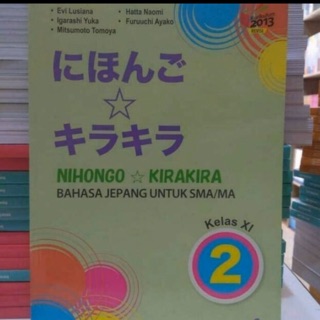 • Evi Lusiana • Hatta Naomi
• Igarashi Yuka • Furuuchi Ayako
• Mitsumoto Tomoya
2013
にほんご
☆
キラキラ
NIHONGO ☆ KIRAKIRA
BAHASA JEPANG UNTUK SMA/MA
Kelas XI
2